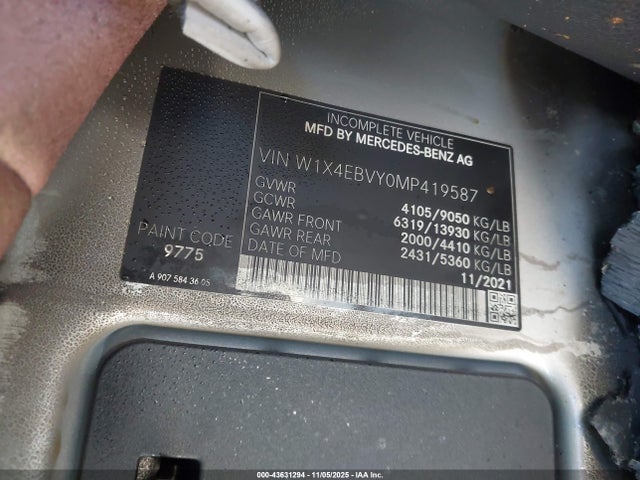 INCOMPLETE VEHICLE
MFD BY MERCEDES-BENZ AG
VIN W1X4EBVY0MP419587
GVWR 4105/9050 KG/LB
GCWR 6319/13930 KG/LB
GAWR FRONT 2000/4410 KG/LB
GAWR REAR 2431/5360 KG/LB
DATE OF MFD 11/2021
PAINT CODE
9775
A 907 584 36 05
000-43631294 - 11/05/2025 - IAA Inc.